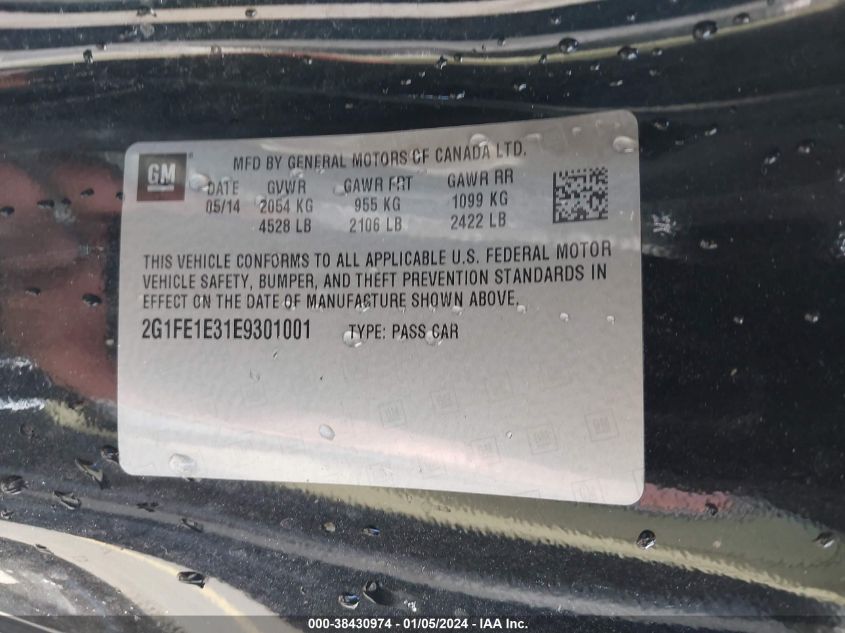 GM
MFD BY GENERAL MOTORS OF CANADA LTD.
DATE GVWR GAWR FRT GAWR RR
05/14 2054 KG 955 KG 1099 KG
4528 LB 2106 LB 2422 LB
THIS VEHICLE CONFORMS TO ALL APPLICABLE U.S. FEDERAL MOTOR
VEHICLE SAFETY, BUMPER, AND THEFT PREVENTION STANDARDS IN
EFFECT ON THE DATE OF MANUFACTURE SHOWN ABOVE.
2G1FE1E31E9301001 TYPE: PASS CAR
000-38430974 - 01/05/2024 - IAA Inc.